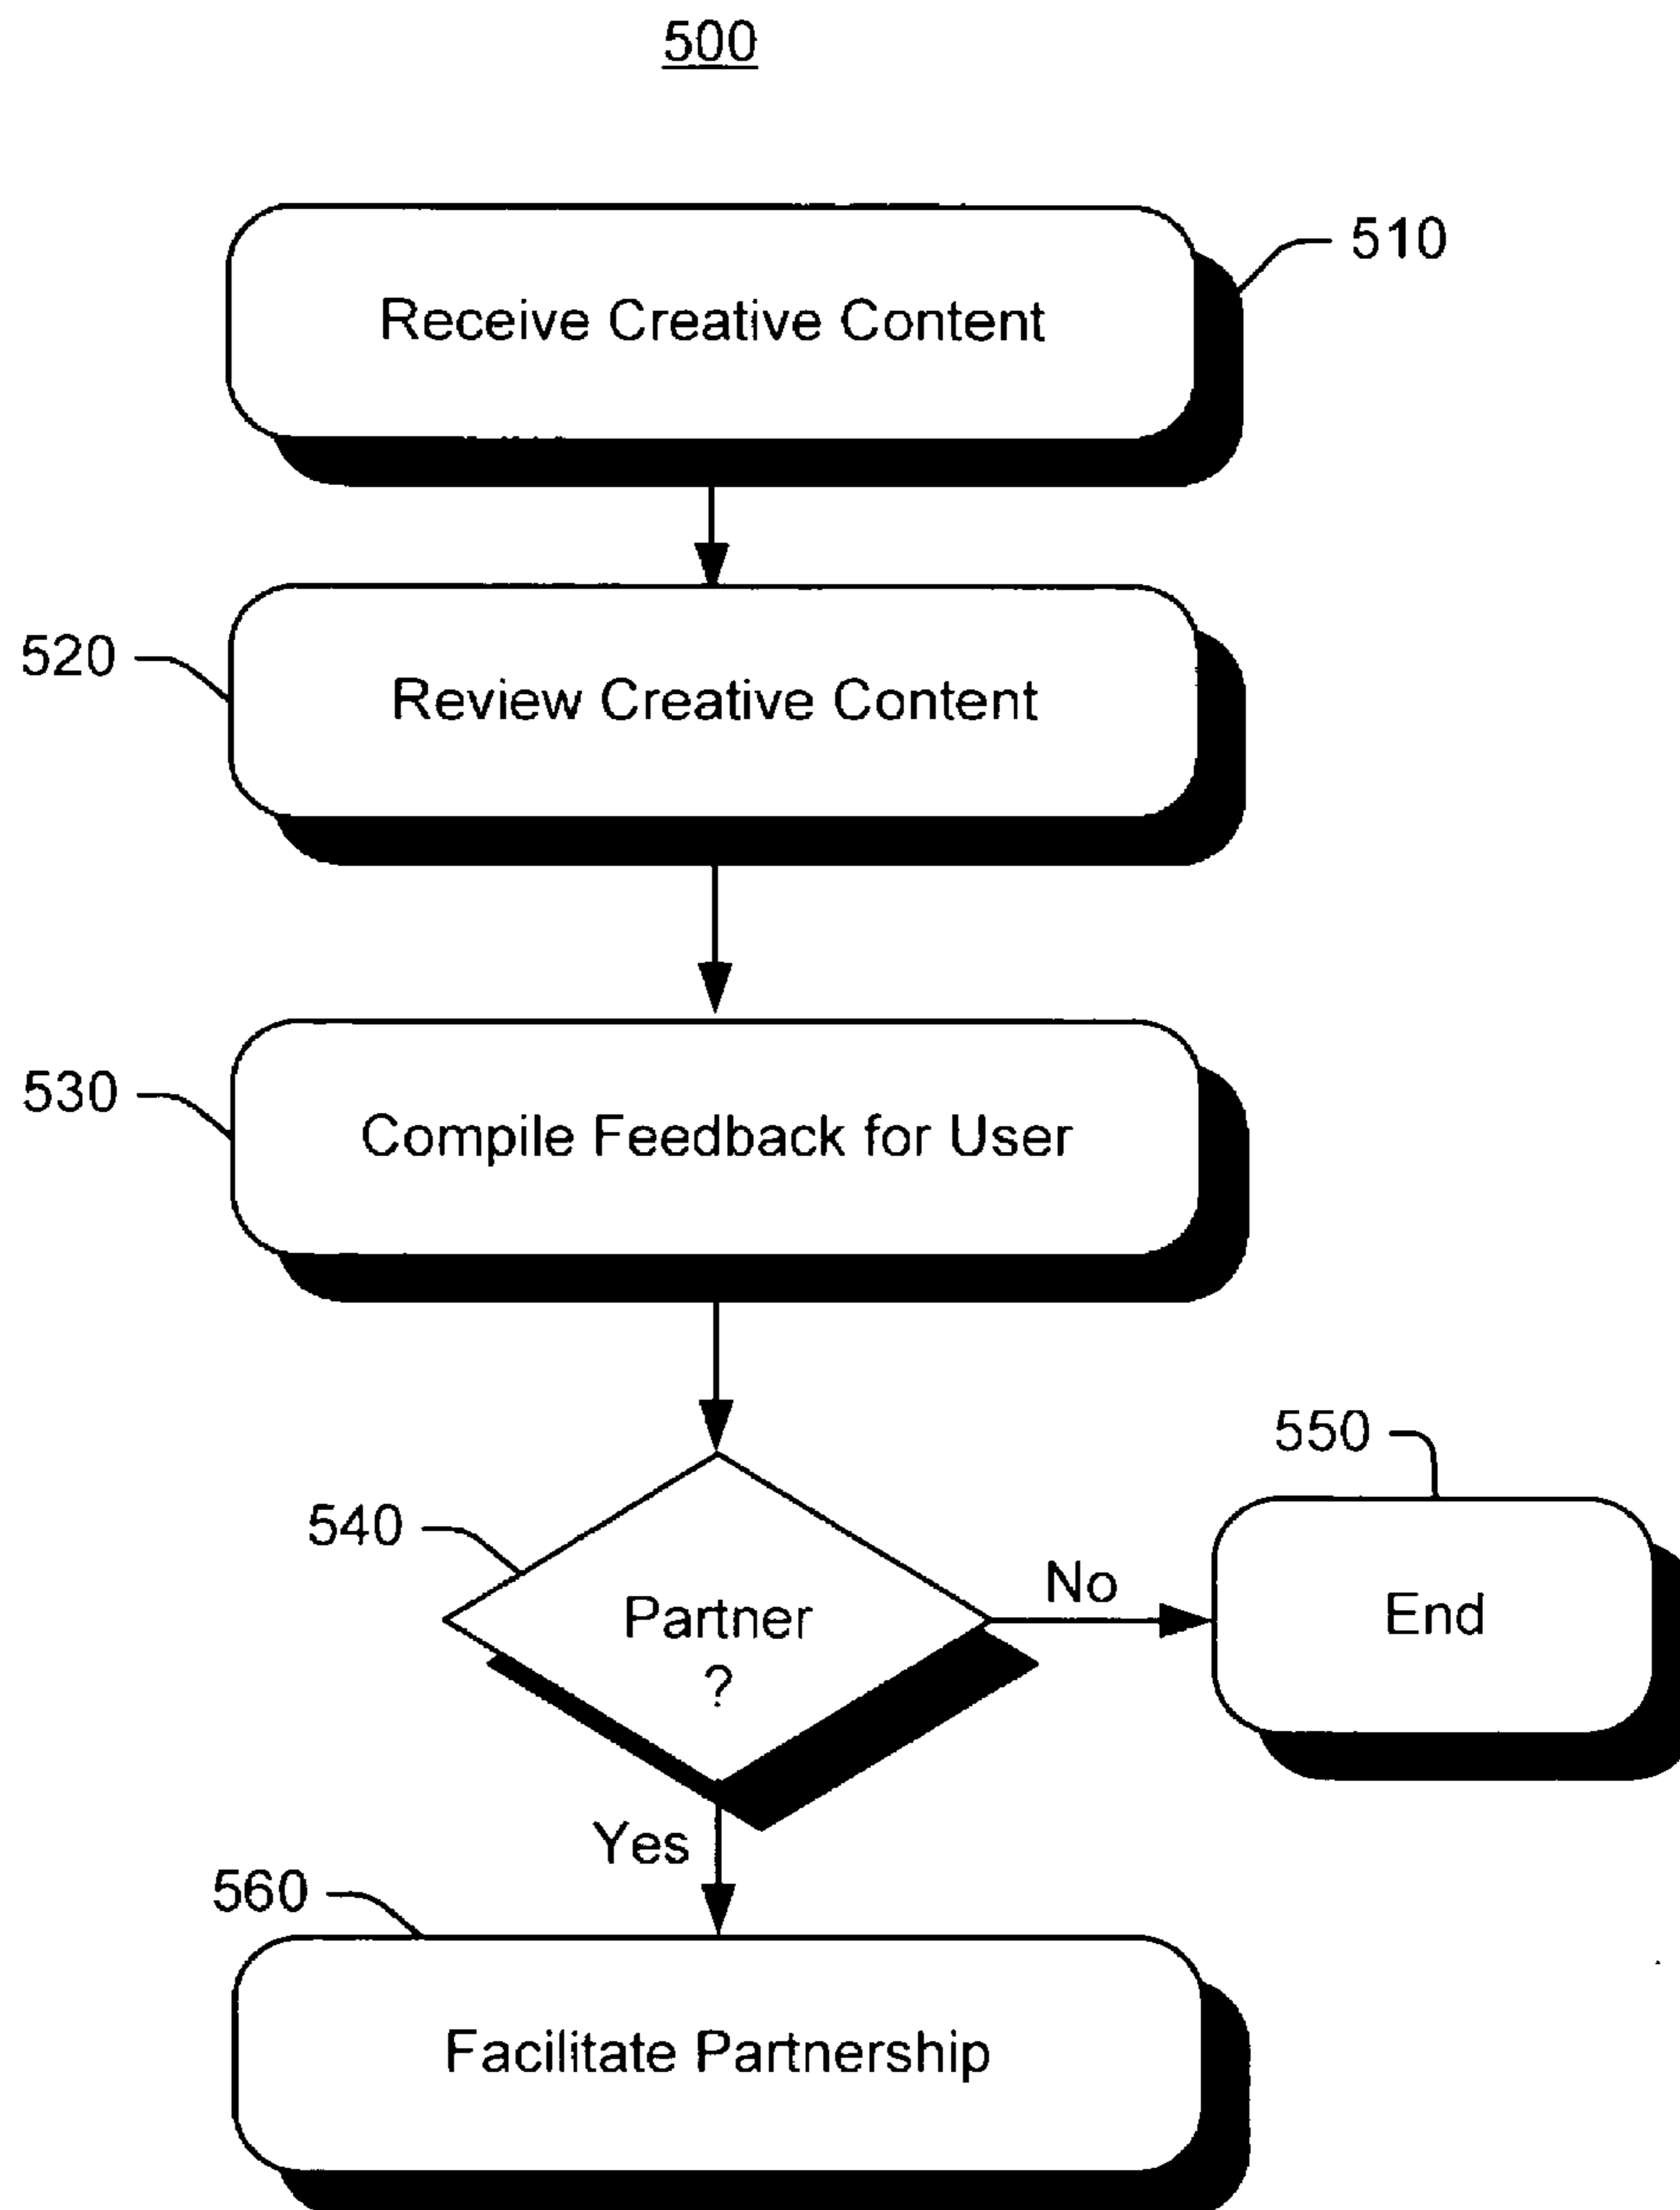 500
510
Receive Creative Content
520
Review Creative Content
530
Compile Feedback for User
550
540
No
End
Partner
?
Yes
560
Facilitate Partnership